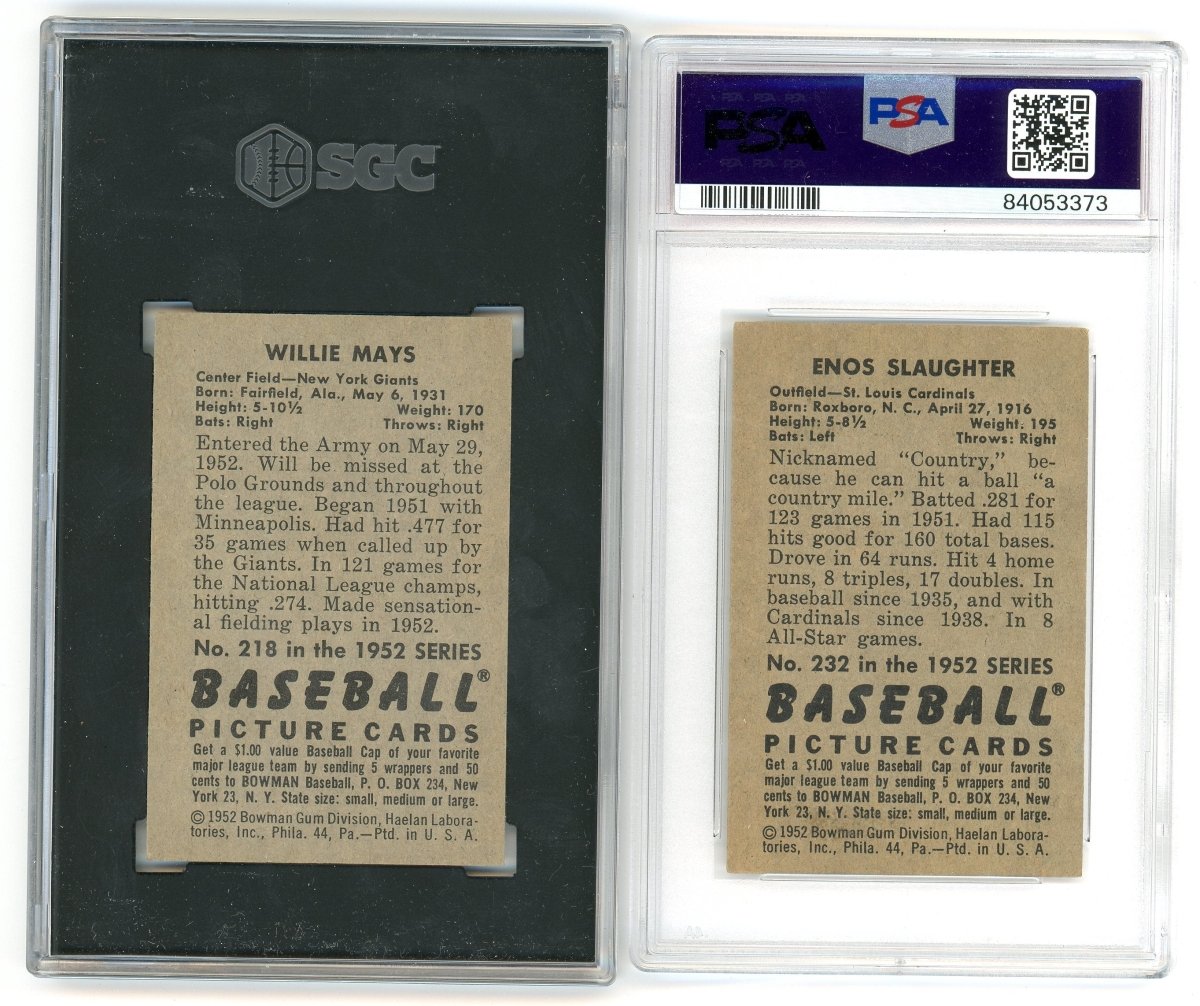 SGC
WILLIE MAYS
Center Field—New York Giants
Born: Fairfield, Ala., May 6, 1931
Height: 5-10½ Weight: 170
Bats: Right Throws: Right
Entered the Army on May 29,
1952. Will be missed at the
Polo Grounds and throughout
the league. Began 1951 with
Minneapolis. Had hit .477 for
35 games when called up by
the Giants. In 121 games for
the National League champs,
hitting .274. Made sensation-
al fielding plays in 1952.
No. 218 in the 1952 SERIES
BASEBALL®
PICTURE CARDS
Get a $1.00 value Baseball Cap of your favorite
major league team by sending 5 wrappers and 50
cents to BOWMAN Baseball, P. O. BOX 234, New
York 23, N. Y. State size: small, medium or large.
© 1952 Bowman Gum Division, Haelan Labora-
tories, Inc., Phila. 44, Pa.—Ptd. in U. S. A.
PSA PSA PSA
PSA
PSA PSA PSA
PSA
84053373
ENOS SLAUGHTER
Outfield—St. Louis Cardinals
Born: Roxboro, N. C., April 27, 1916
Height: 5-8½ Weight: 195
Bats: Left Throws: Right
Nicknamed “Country,” be-
cause he can hit a ball “a
country mile.” Batted .281 for
123 games in 1951. Had 115
hits good for 160 total bases.
Drove in 64 runs. Hit 4 home
runs, 8 triples, 17 doubles. In
baseball since 1935, and with
Cardinals since 1938. In 8
All-Star games.
No. 232 in the 1952 SERIES
BASEBALL®
PICTURE CARDS
Get a $1.00 value Baseball Cap of your favorite
major league team by sending 5 wrappers and 50
cents to BOWMAN Baseball, P. O. BOX 234, New
York 23, N. Y. State size: small, medium or large.
© 1952 Bowman Gum Division, Haelan Labora-
tories, Inc., Phila. 44, Pa.—Ptd. in U. S. A.